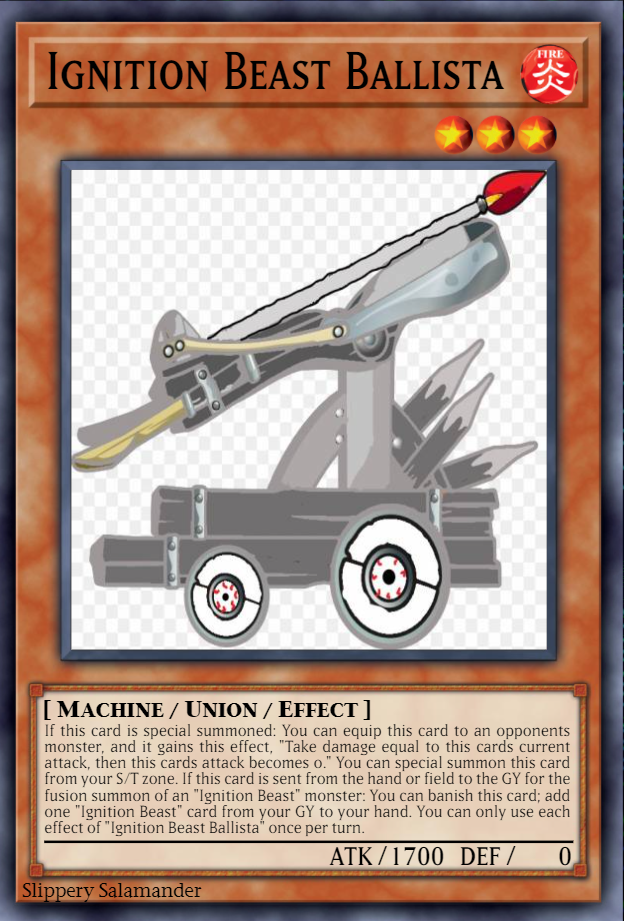 IGNITION BEAST BALLISTA
FIRE
炎
[ MACHINE / UNION / EFFECT ]
If this card is special summoned: You can equip this card to an opponents
monster, and it gains this effect, "Take damage equal to this cards current
attack, then this cards attack becomes 0." You can special summon this card
from your S/T zone. If this card is sent from the hand or field to the GY for the
fusion summon of an "Ignition Beast" monster: You can banish this card; add
one "Ignition Beast" card from your GY to your hand. You can only use each
effect of "Ignition Beast Ballista" once per turn.
ATK / 1700 DEF / 0
Slippery Salamander